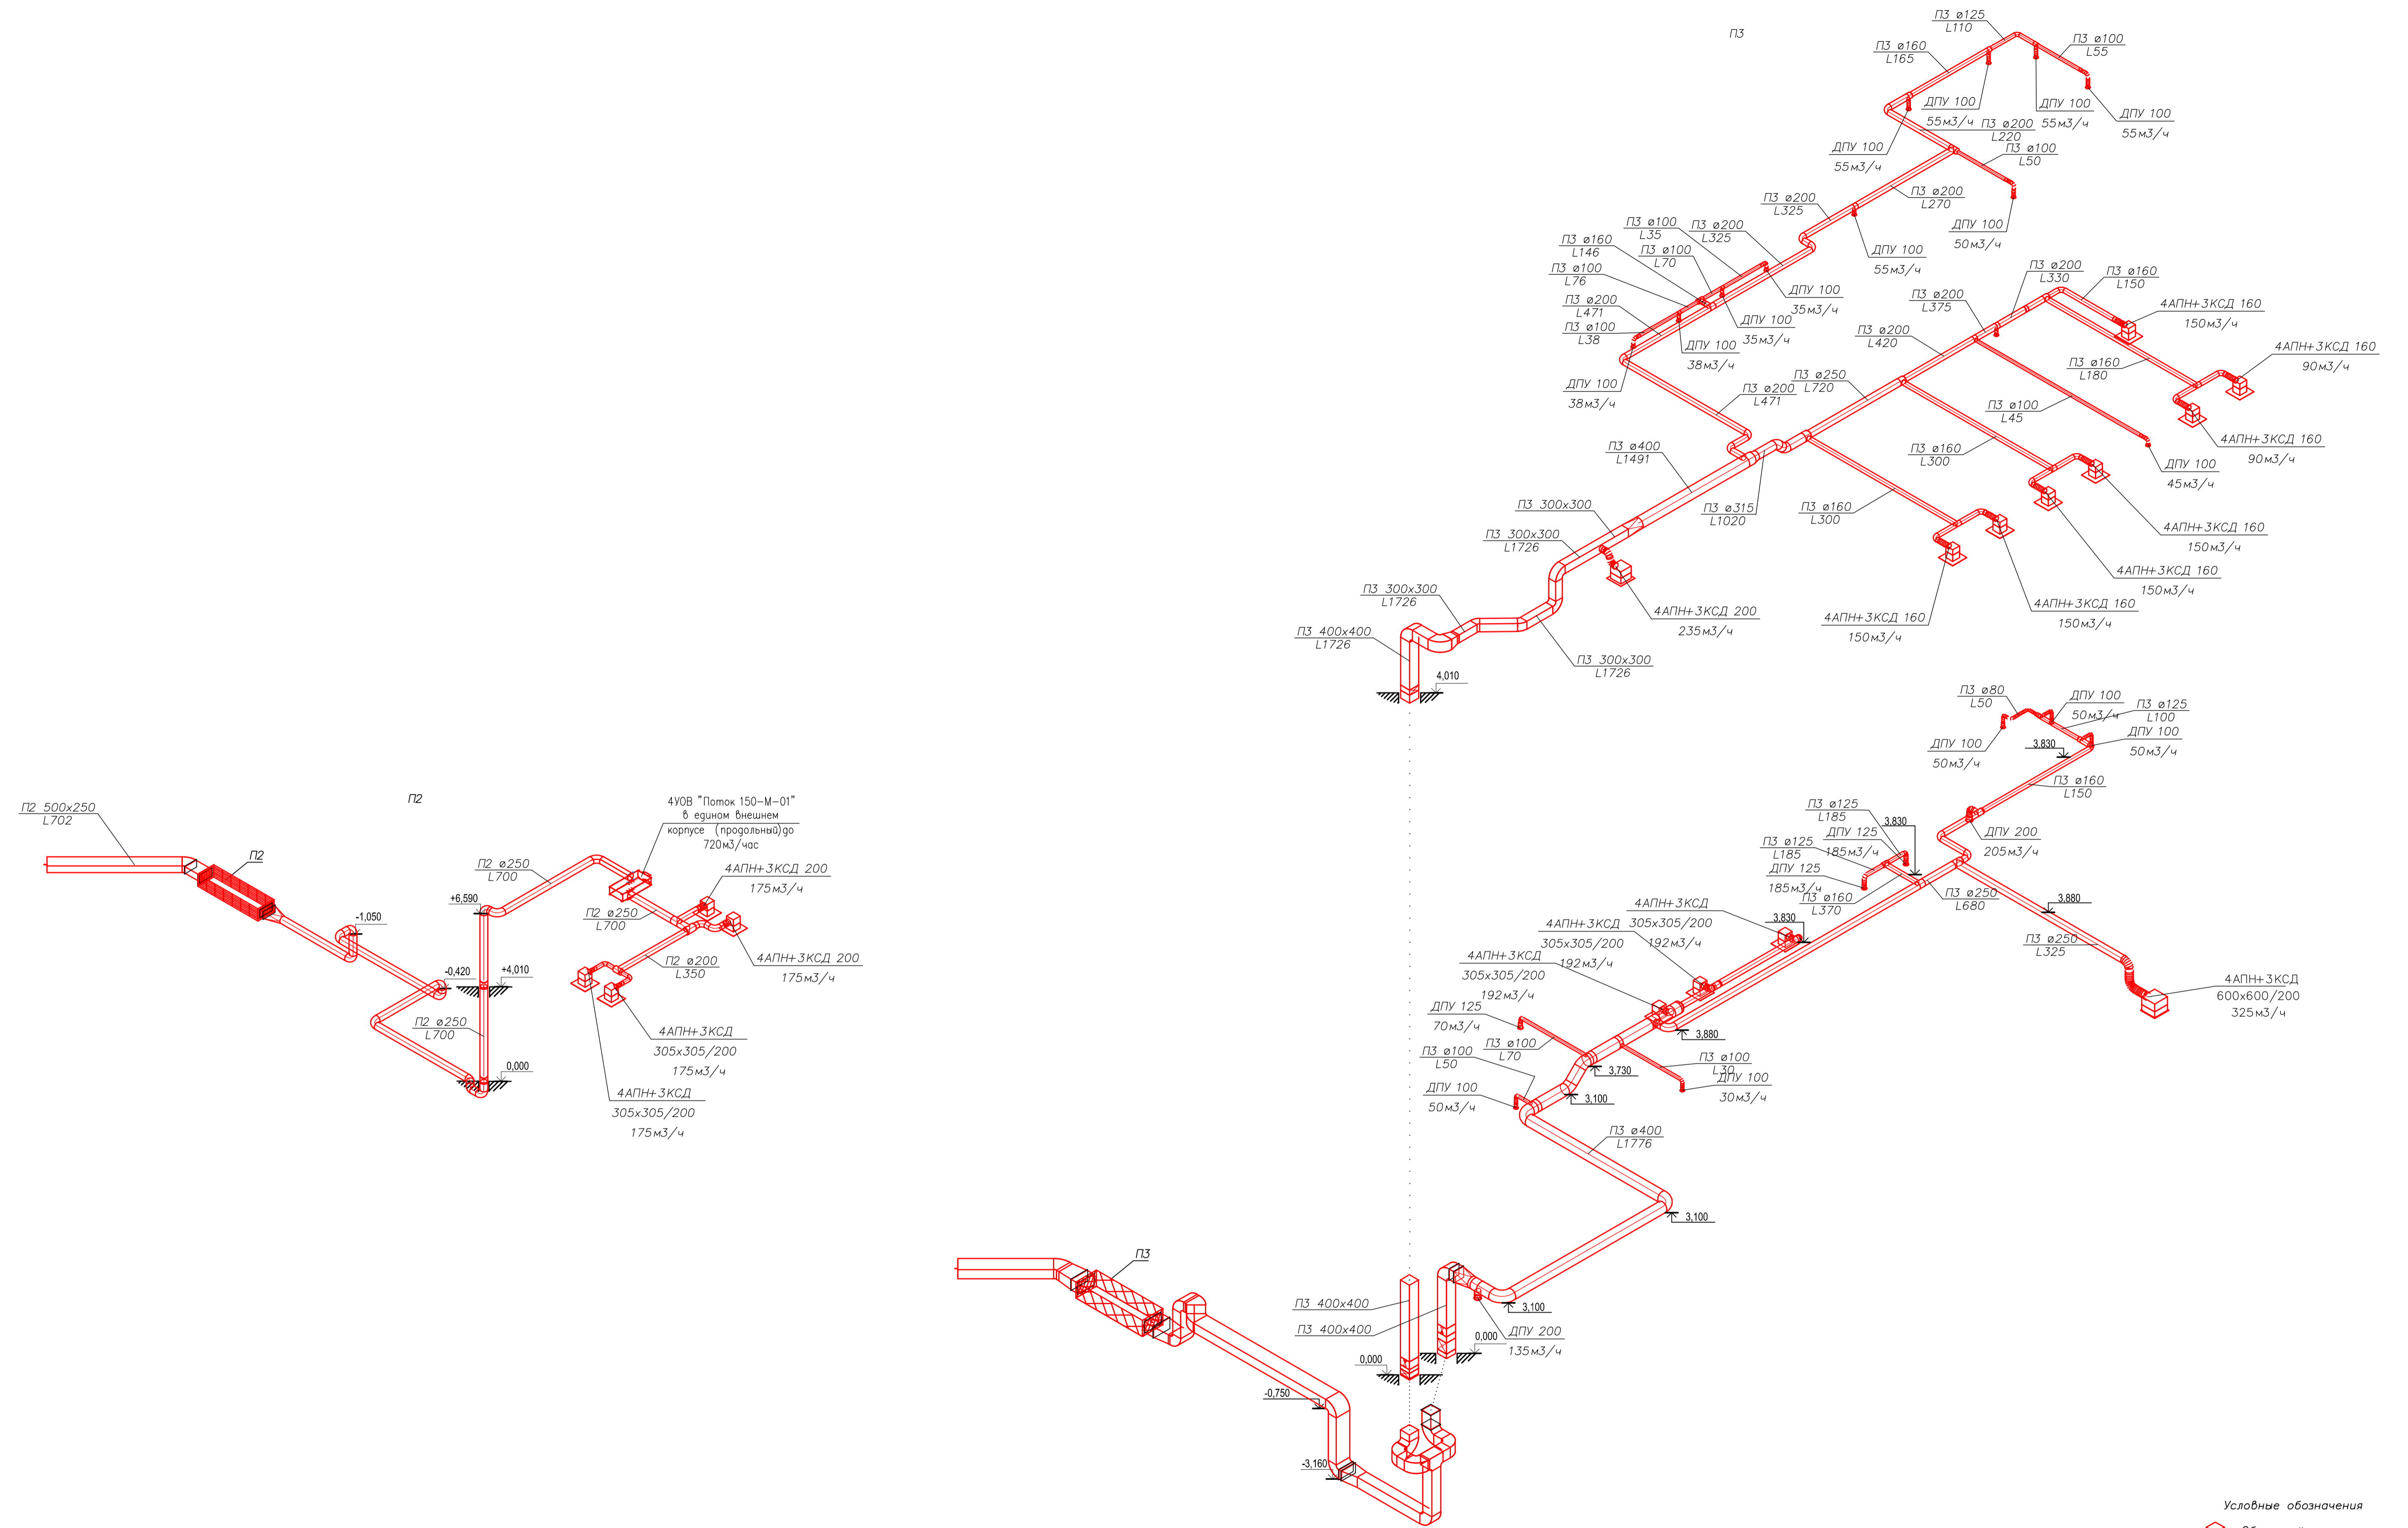 П3
П3 ø125
L110
П3 ø100
L55
П3 ø160
L165
ДПУ 100
55м3/ч
ДПУ 100
55м3/ч
ДПУ 100
55м3/ч
П3 ø200
L220
ДПУ 100
55м3/ч
П3 ø100
L50
П3 ø200
L270
П3 ø200
L325
ДПУ 100
50м3/ч
ДПУ 100
55м3/ч
П3 ø100
L35
П3 ø200
L325
П3 ø160
L146
П3 ø100
L70
П3 ø100
L76
П3 ø200
L471
П3 ø100
L38
ДПУ 100
35м3/ч
ДПУ 100
35м3/ч
ДПУ 100
38м3/ч
ДПУ 100
38м3/ч
П3 ø200
L330
П3 ø160
L150
П3 ø200
L375
4АПН+3КСД 160
150м3/ч
П3 ø200
L420
4АПН+3КСД 160
90м3/ч
П3 ø160
L180
П3 ø250
L720
П3 ø200
L471
П3 ø100
L45
4АПН+3КСД 160
90м3/ч
П3 ø400
L1491
П3 ø160
L300
ДПУ 100
45м3/ч
П3 300x300
П3 ø315
L1020
П3 ø160
L300
П3 300x300
L1726
4АПН+3КСД 160
150м3/ч
4АПН+3КСД 160
150м3/ч
П3 300x300
L1726
4АПН+3КСД 200
235м3/ч
4АПН+3КСД 160
150м3/ч
4АПН+3КСД 160
150м3/ч
П3 400x400
L1726
П3 300x300
L1726
4,010
П3 ø80
L50
ДПУ 100
50м3/ч
П3 ø125
L100
ДПУ 100
50м3/ч
ДПУ 100
50м3/ч
3.830
П3 ø160
L150
П3 ø125
L185
3.830
ДПУ 125
185м3/ч
ДПУ 200
205м3/ч
П3 ø125
L185
ДПУ 125
185м3/ч
П3 ø160
L370
П3 ø250
L680
3.880
4АПН+3КСД
305x305/200
192м3/ч
3.830
4АПН+3КСД
305x305/200
192м3/ч
П3 ø250
L325
4АПН+3КСД
305x305/200
192м3/ч
4АПН+3КСД
600x600/200
325м3/ч
ДПУ 125
70м3/ч
3,880
П3 ø100
L70
П3 ø100
L50
П3 ø100
L30
3,730
ДПУ 100
30м3/ч
ДПУ 100
50м3/ч
3,100
П3 ø400
L1776
3,100
П3
3,100
П3 400x400
П3 400x400
0,000
ДПУ 200
135м3/ч
0,000
-0,750
-3,160
П2
П2 500x250
L702
П2
4УОВ "Поток 150-М-01"
в едином внешнем
корпусе (продольный)до
720м3/час
П2 ø250
L700
4АПН+3КСД 200
175м3/ч
+6,590
-1,050
П2 ø250
L700
4АПН+3КСД 200
175м3/ч
П2 ø200
L350
-0,420
+4,010
П2 ø250
L700
4АПН+3КСД
305x305/200
175м3/ч
0,000
4АПН+3КСД
305x305/200
175м3/ч
Условные обозначения